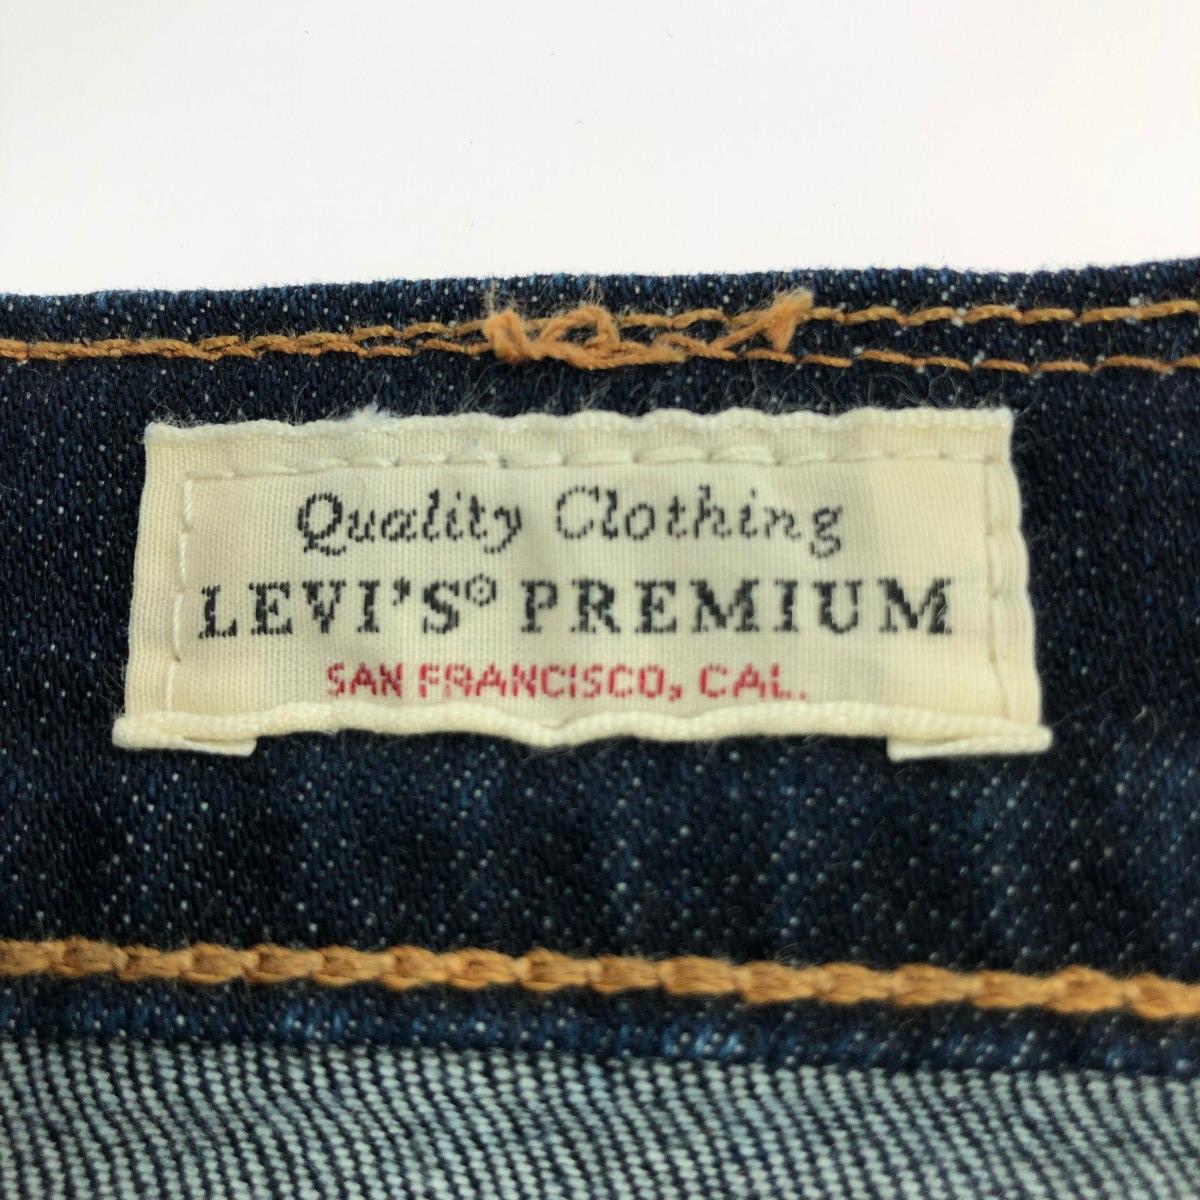 Quality Clothing
LEVI'S® PREMIUM
SAN FRANCISCO, CAL.